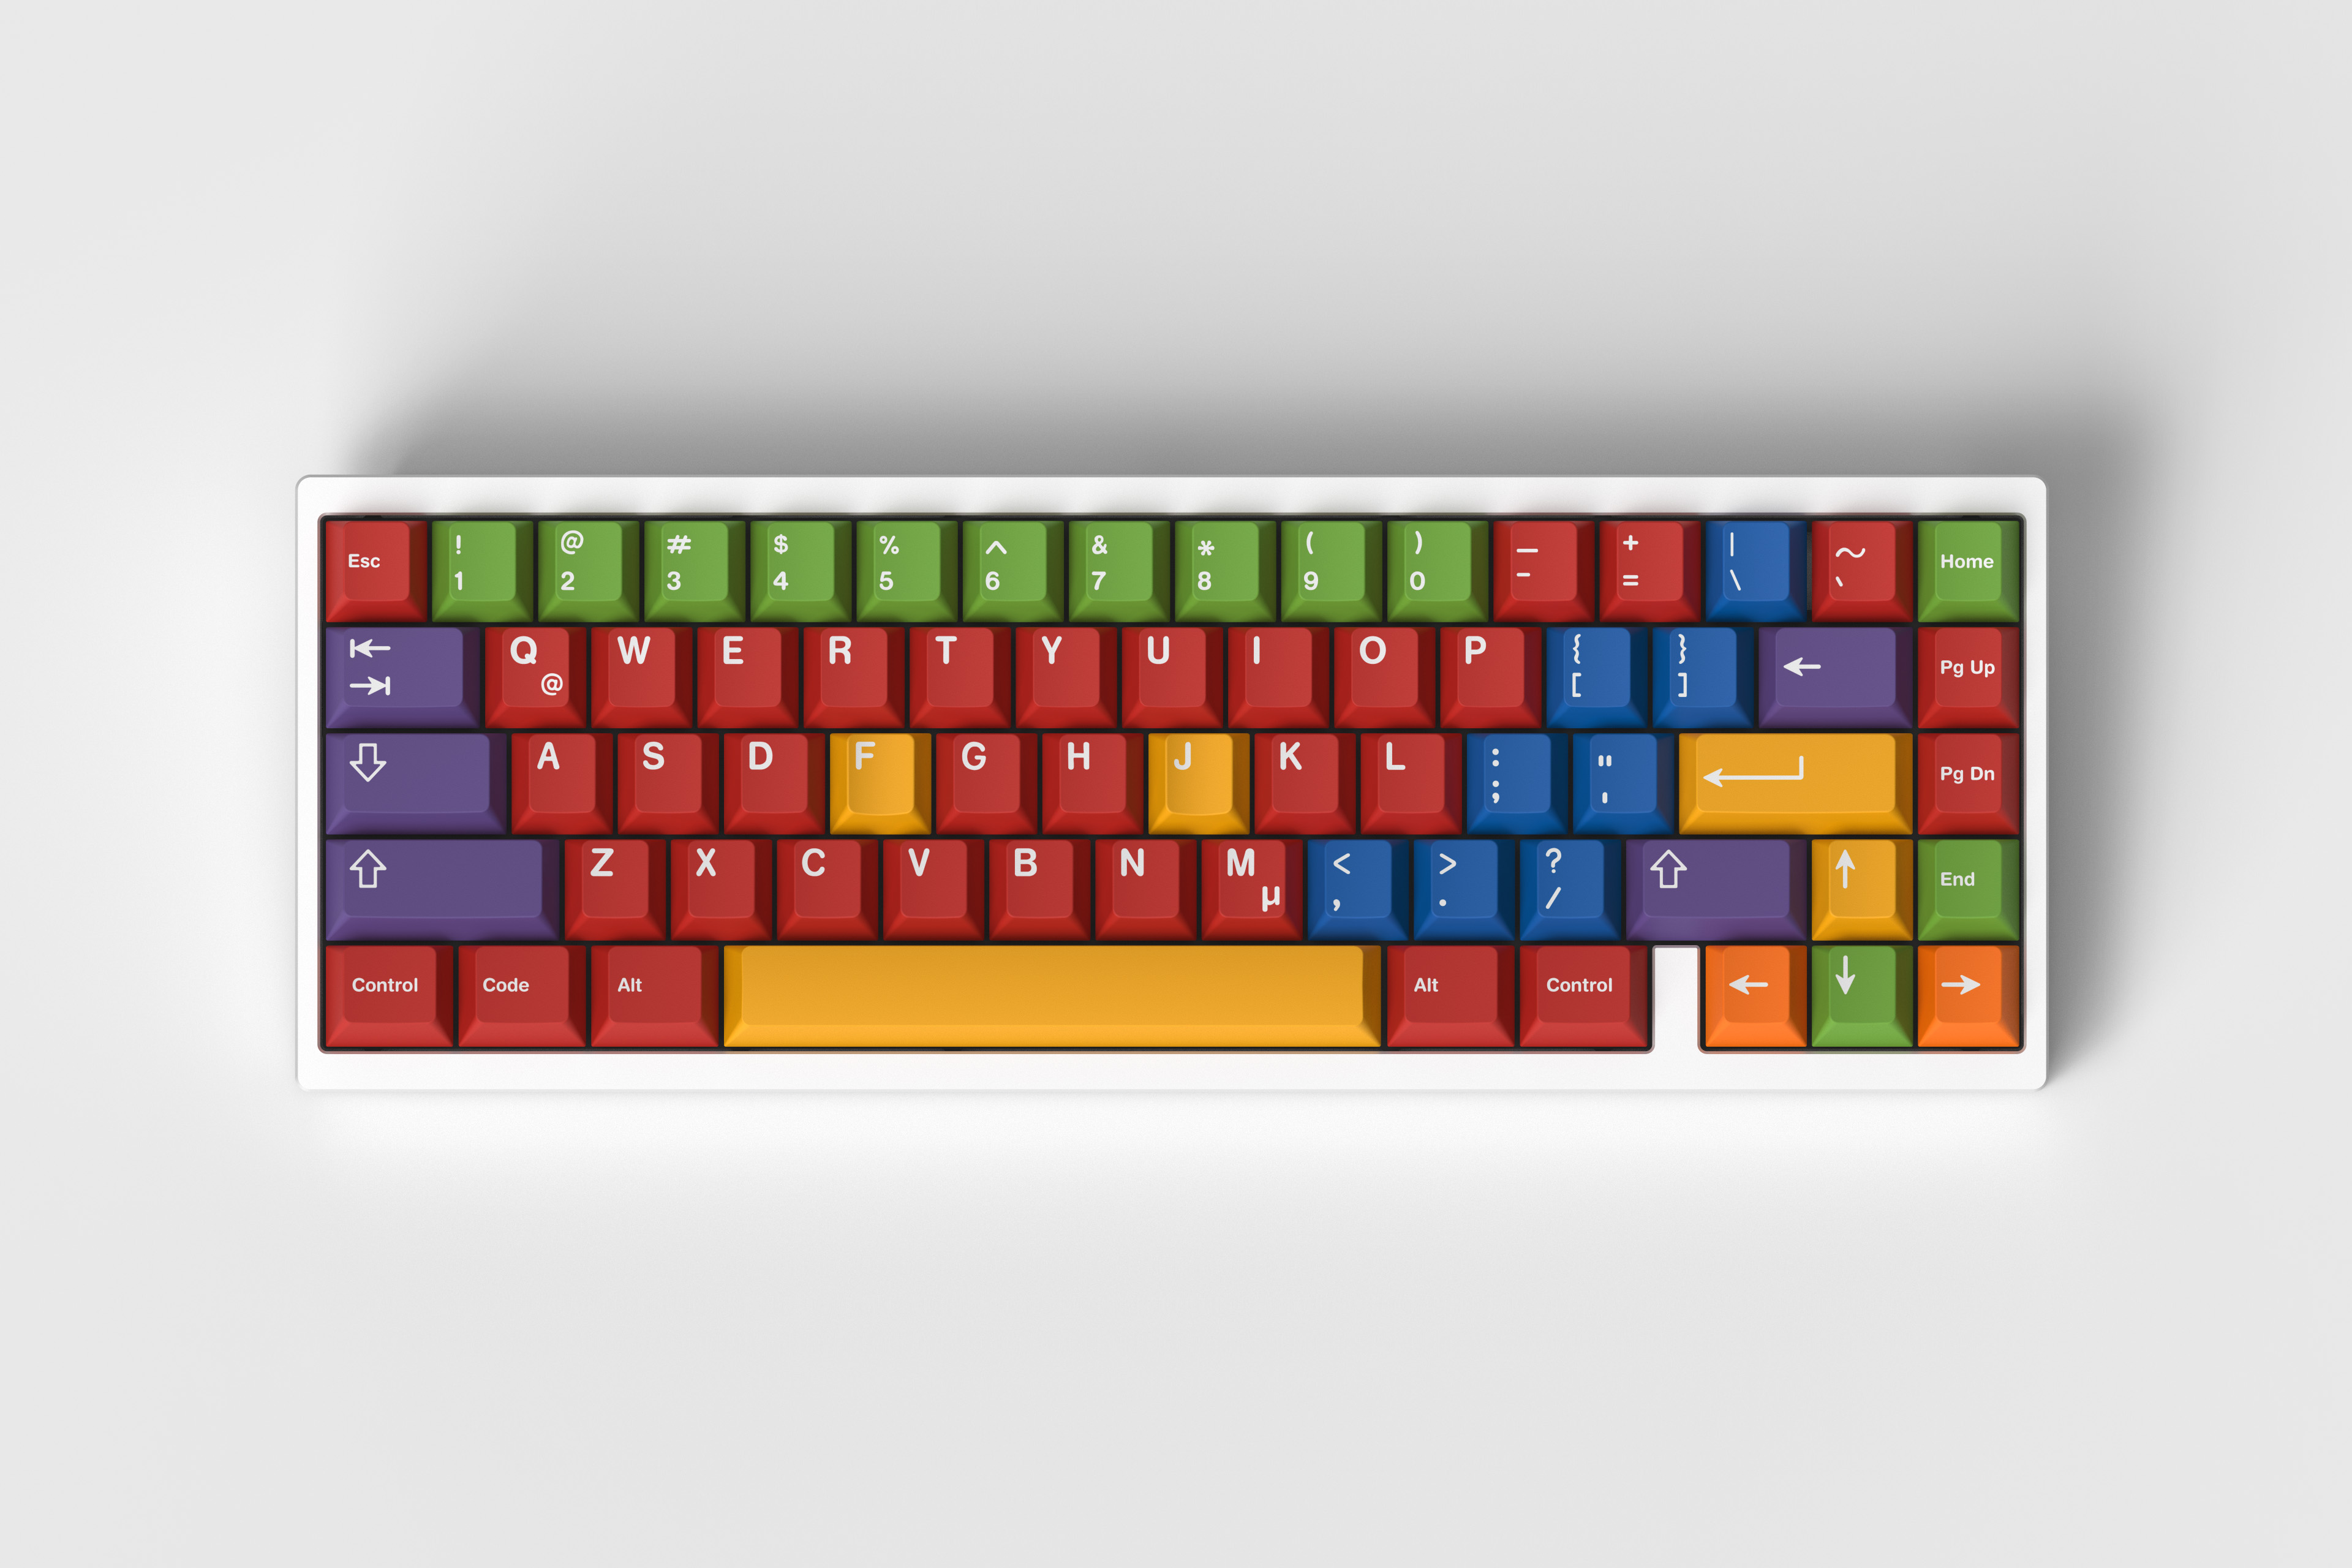 Esc ! 1 @ 2 # 3 $ 4 % 5 ^ 6 & 7 * 8 ( 9 ) 0 _ - + = | \ ~ ` Home
Q @ W E R T Y U I O P { [ } ] ← Pg Up
A S D F G H J K L : ; " ' Pg Dn
⇧ Z X C V B N M µ < , > . ? / ⇧ ↑ End
Control Code Alt Alt Control ← ↓ →